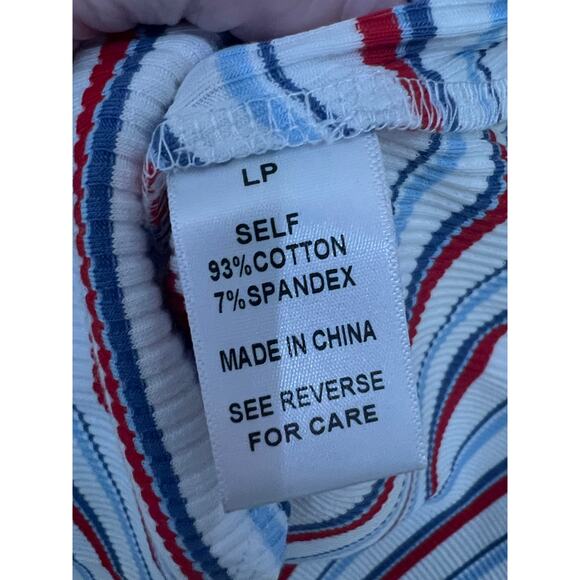 LP
SELF
93%COTTON
7%SPANDEX
MADE IN CHINA
SEE REVERSE
FOR CARE